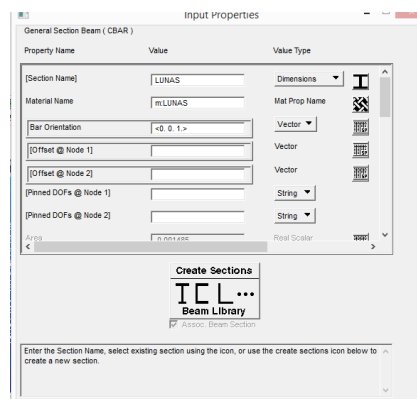 Input Properties
General Section Beam ( CBAR )
Property Name Value Value Type
[Section Name] LUNAS Dimensions
Material Name m:LUNAS Mat Prop Name
Bar Orientation <0. 0. 1.> Vector
[Offset @ Node 1] Vector
[Offset @ Node 2] Vector
[Pinned DOFs @ Node 1] String
[Pinned DOFs @ Node 2] String
Area 0.001485 Real Scalar
Create Sections
Beam Library
Assoc. Beam Section
Enter the Section Name, select existing section using the icon, or use the create sections icon below to
create a new section.